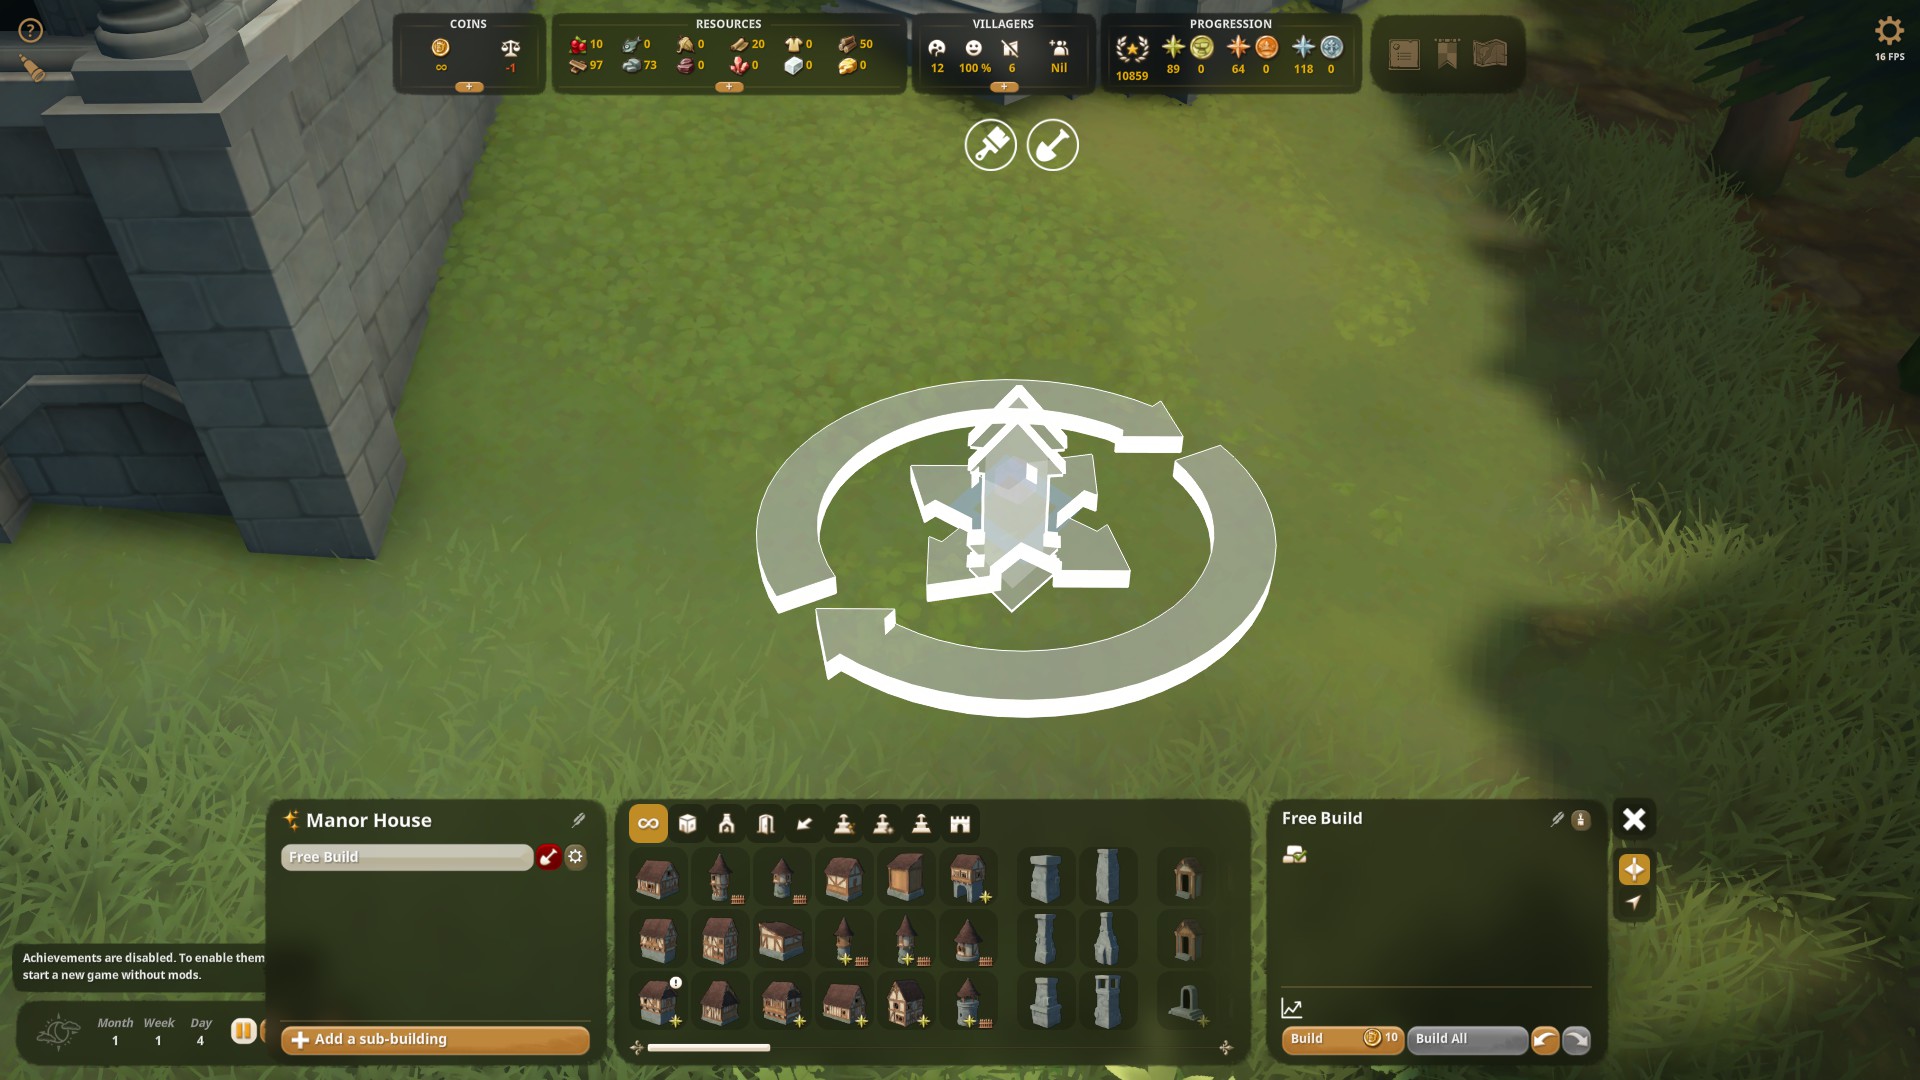 COINS
∞
-1
RESOURCES
10 0 0 20 0 50
97 73 0 0 0 0
VILLAGERS
12 100 % 6 Nil
PROGRESSION
10859 89 0 64 0 118 0
16 FPS
Manor House
Free Build
Add a sub-building
Achievements are disabled. To enable them
start a new game without mods.
Month Week Day
1 1 4
Free Build
Build 10 Build All